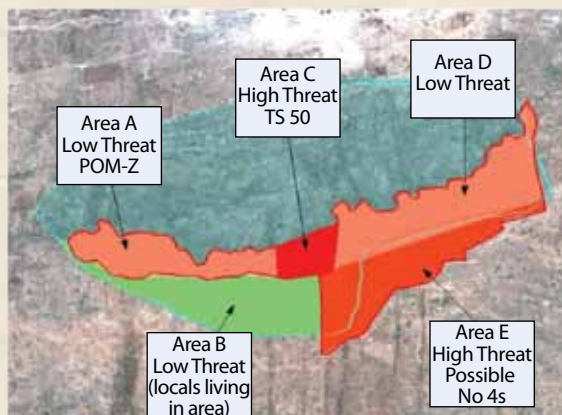 Area A
Low Threat
POM-Z
Area C
High Threat
TS 50
Area D
Low Threat
Area B
Low Threat
(locals living
in area)
Area E
High Threat
Possible
No 4s